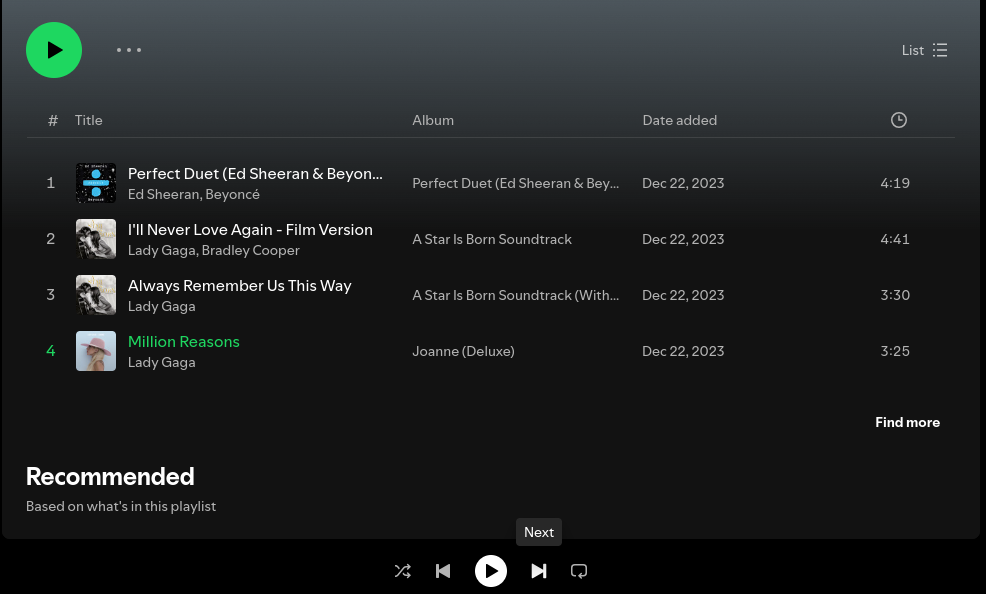 List
# Title Album Date added
1 Perfect Duet (Ed Sheeran & Beyon... Perfect Duet (Ed Sheeran & Bey... Dec 22, 2023 4:19
Ed Sheeran, Beyoncé
2 I'll Never Love Again - Film Version A Star Is Born Soundtrack Dec 22, 2023 4:41
Lady Gaga, Bradley Cooper
3 Always Remember Us This Way A Star Is Born Soundtrack (With... Dec 22, 2023 3:30
Lady Gaga
4 Million Reasons Joanne (Deluxe) Dec 22, 2023 3:25
Lady Gaga
Find more
Recommended
Based on what's in this playlist
Next